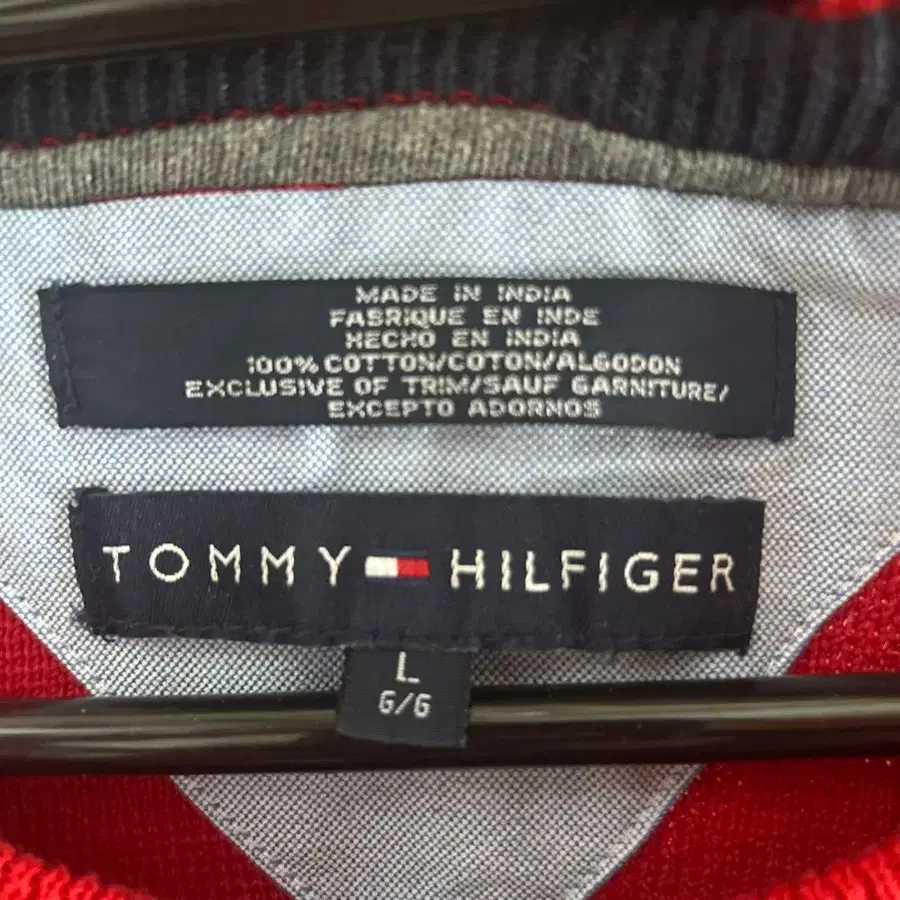 MADE IN INDIA
FABRIQUE EN INDE
HECHO EN INDIA
100% COTTON/COTON/ALGODON
EXCLUSIVE OF TRIM/SAUF GARNITURE/
EXCEPTO ADORNOS
TOMMY HILFIGER
L
G/G